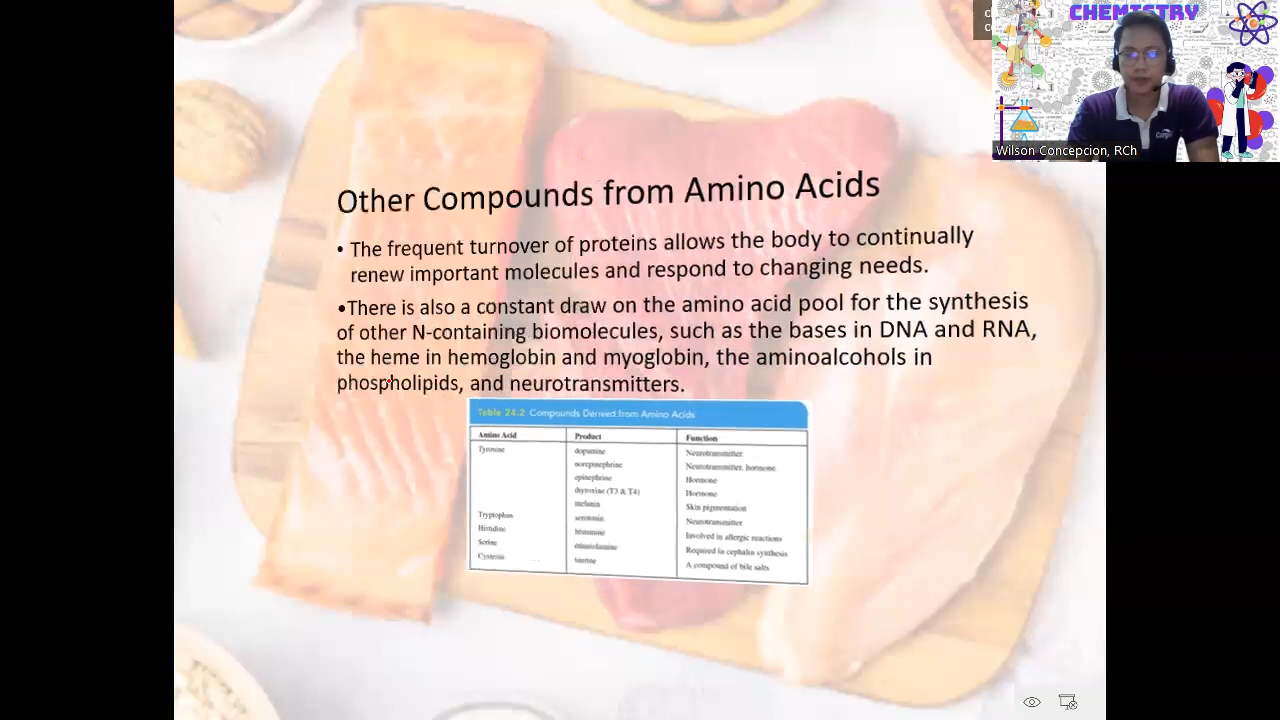 CHEMISTRY
Wilson Concepcion, RCh
Other Compounds from Amino Acids
• The frequent turnover of proteins allows the body to continually
renew important molecules and respond to changing needs.
•There is also a constant draw on the amino acid pool for the synthesis
of other N-containing biomolecules, such as the bases in DNA and RNA,
the heme in hemoglobin and myoglobin, the aminoalcohols in
phospholipids, and neurotransmitters.
Table 24.2 Compounds Derived from Amino Acids
Amino Acid Product Function
Tyrosine dopamine Neurotransmitter
norepinephrine Neurotransmitter, hormone
epinephrine Hormone
thyroxine (T3 & T4) Hormone
melanin Skin pigmentation
Tryptophan serotonin Neurotransmitter
Histidine histamine Involved in allergic reactions
Serine ethanolamine Required in cephalin synthesis
Cysteine taurine A compound of bile salts